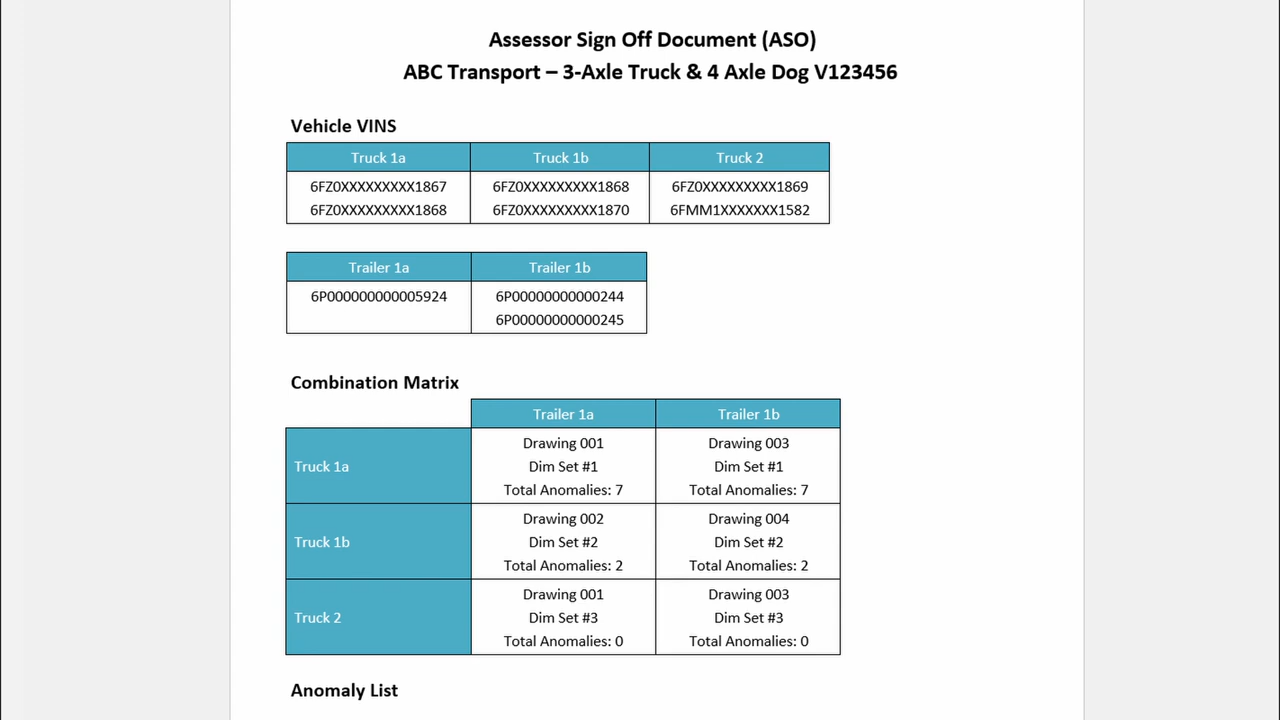 Assessor Sign Off Document (ASO)
ABC Transport – 3-Axle Truck & 4 Axle Dog V123456
Vehicle VINS
Truck 1a Truck 1b Truck 2
6FZ0XXXXXXXXX1867 6FZ0XXXXXXXXX1868 6FZ0XXXXXXXXX1869
6FZ0XXXXXXXXX1868 6FZ0XXXXXXXXX1870 6FMM1XXXXXXX1582
Trailer 1a Trailer 1b
6P000000000005924 6P00000000000244
6P00000000000245
Combination Matrix
Trailer 1a Trailer 1b
Drawing 001 Drawing 003
Truck 1a Dim Set #1 Dim Set #1
Total Anomalies: 7 Total Anomalies: 7
Drawing 002 Drawing 004
Truck 1b Dim Set #2 Dim Set #2
Total Anomalies: 2 Total Anomalies: 2
Drawing 001 Drawing 003
Truck 2 Dim Set #3 Dim Set #3
Total Anomalies: 0 Total Anomalies: 0
Anomaly List